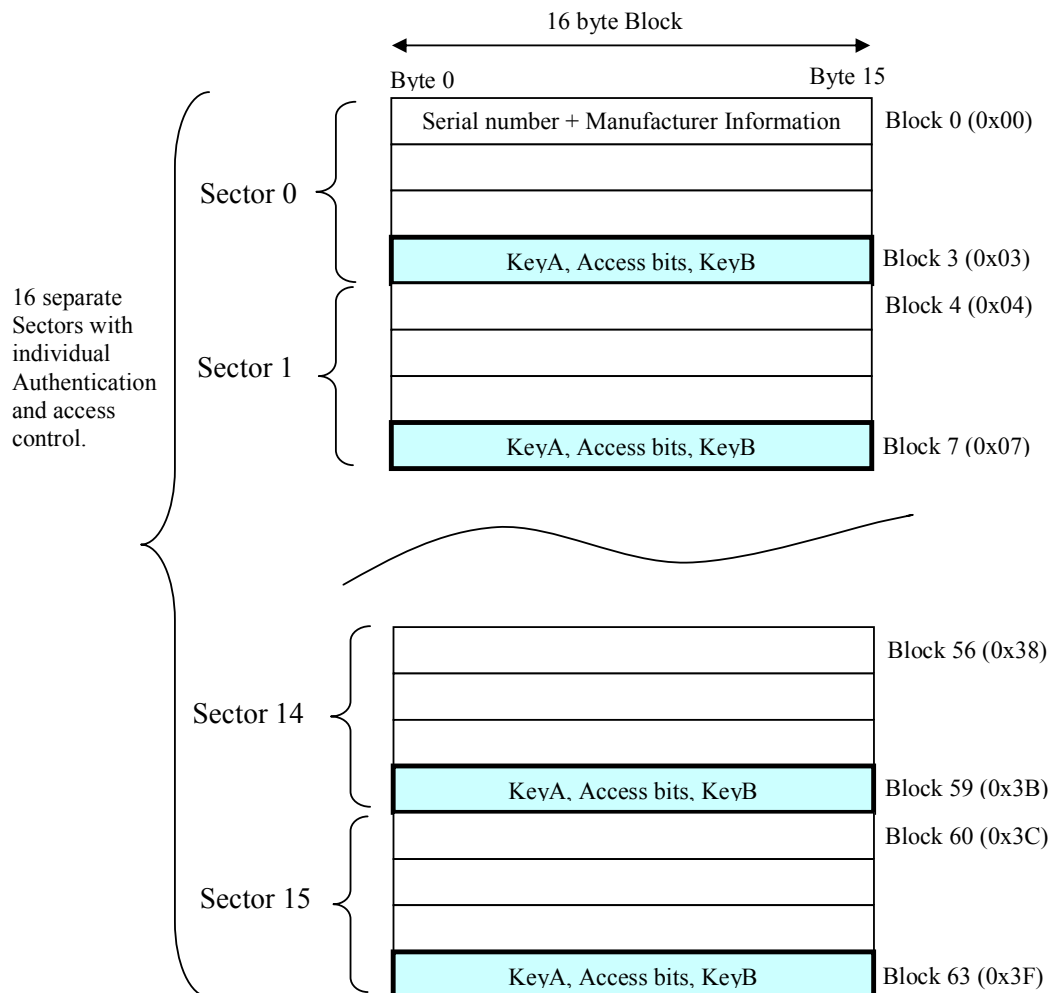 16 byte Block
Byte 0
Byte 15
Serial number + Manufacturer Information
Block 0 (0x00)
Sector 0
KeyA, Access bits, KeyB
Block 3 (0x03)
16 separate
Sectors with
individual
Authentication
and access
control.
Block 4 (0x04)
Sector 1
KeyA, Access bits, KeyB
Block 7 (0x07)
Block 56 (0x38)
Sector 14
KeyA, Access bits, KeyB
Block 59 (0x3B)
Block 60 (0x3C)
Sector 15
KeyA, Access bits, KeyB
Block 63 (0x3F)